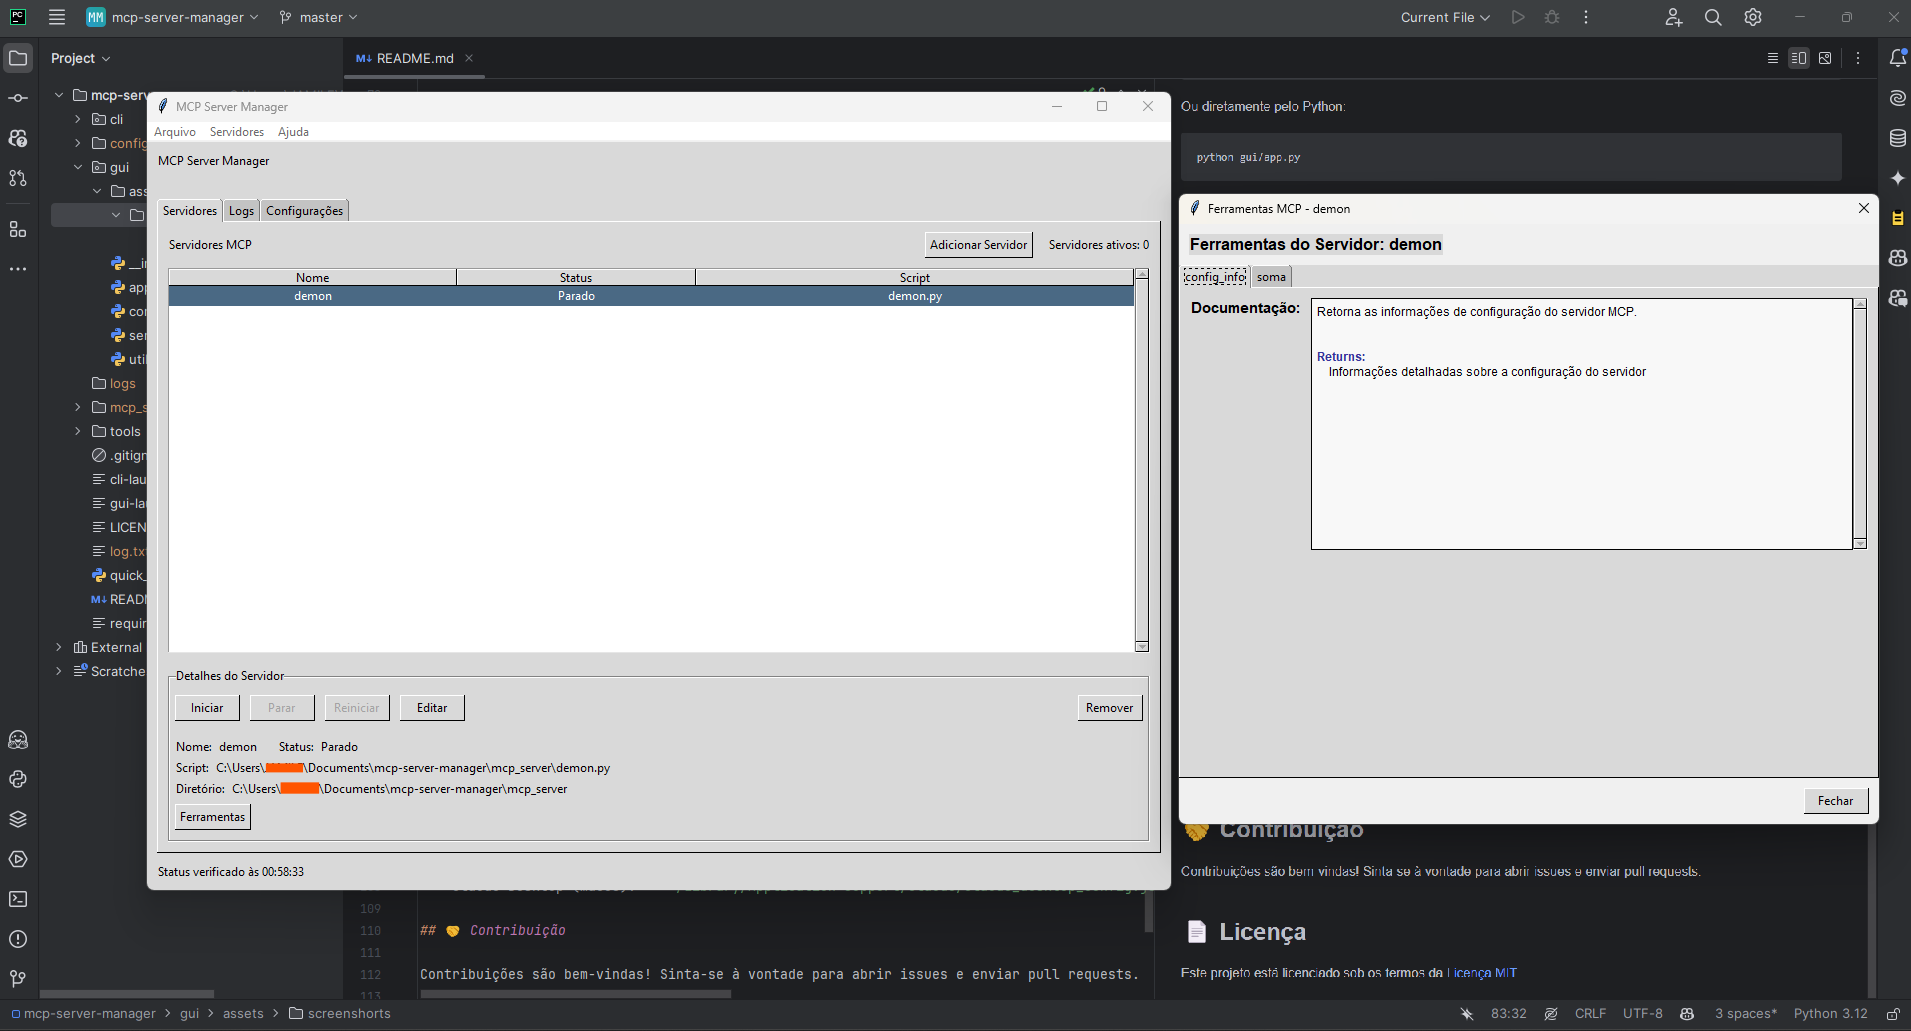 PC
MM mcp-server-manager
master
Current File
Project
README.md
mcp-serv
cli
config
gui
ass
app
con
ser
util
logs
mcp_s
tools
.gitign
cli-lau
gui-la
LICEN
log.tx
quick_
READ
requir
External
Scratche
MCP Server Manager
Arquivo Servidores Ajuda
MCP Server Manager
Servidores Logs Configurações
Servidores MCP
Adicionar Servidor
Servidores ativos: 0
Nome Status Script
demon Parado demon.py
Detalhes do Servidor
Iniciar Parar Reiniciar Editar Remover
Nome: demon Status: Parado
Script: C:\Users\ \Documents\mcp-server-manager\mcp_server\demon.py
Diretório: C:\Users\ \Documents\mcp-server-manager\mcp_server
Ferramentas
Status verificado às 00:58:33
109
110 ## 🤝 Contribuição
111
112 Contribuições são bem-vindas! Sinta-se à vontade para abrir issues e enviar pull requests.
113
Ou diretamente pelo Python:
python gui/app.py
Ferramentas MCP - demon
Ferramentas do Servidor: demon
config_info soma
Documentação:
Retorna as informações de configuração do servidor MCP.
Returns:
Informações detalhadas sobre a configuração do servidor
Fechar
Contribuição
Contribuições são bem vindas! Sinta se à vontade para abrir issues e enviar pull requests.
Licença
Este projeto está licenciado sob os termos da Licença MIT
mcp-server-manager > gui > assets > screenshorts
83:32 CRLF UTF-8 3 spaces* Python 3.12